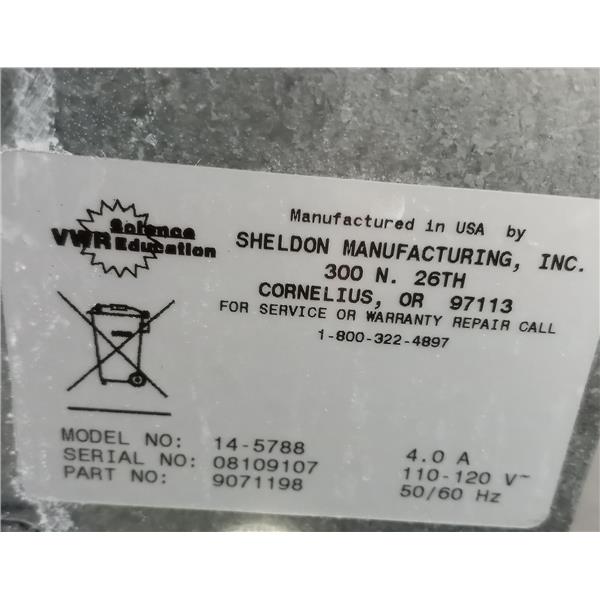 Science
VWR Education
Manufactured in USA by
SHELDON MANUFACTURING, INC.
300 N. 26TH
CORNELIUS, OR 97113
FOR SERVICE OR WARRANTY REPAIR CALL
1-800-322-4897
MODEL NO: 14-5788
SERIAL NO: 08109107
PART NO: 9071198
4.0 A
110-120 V~
50/60 Hz